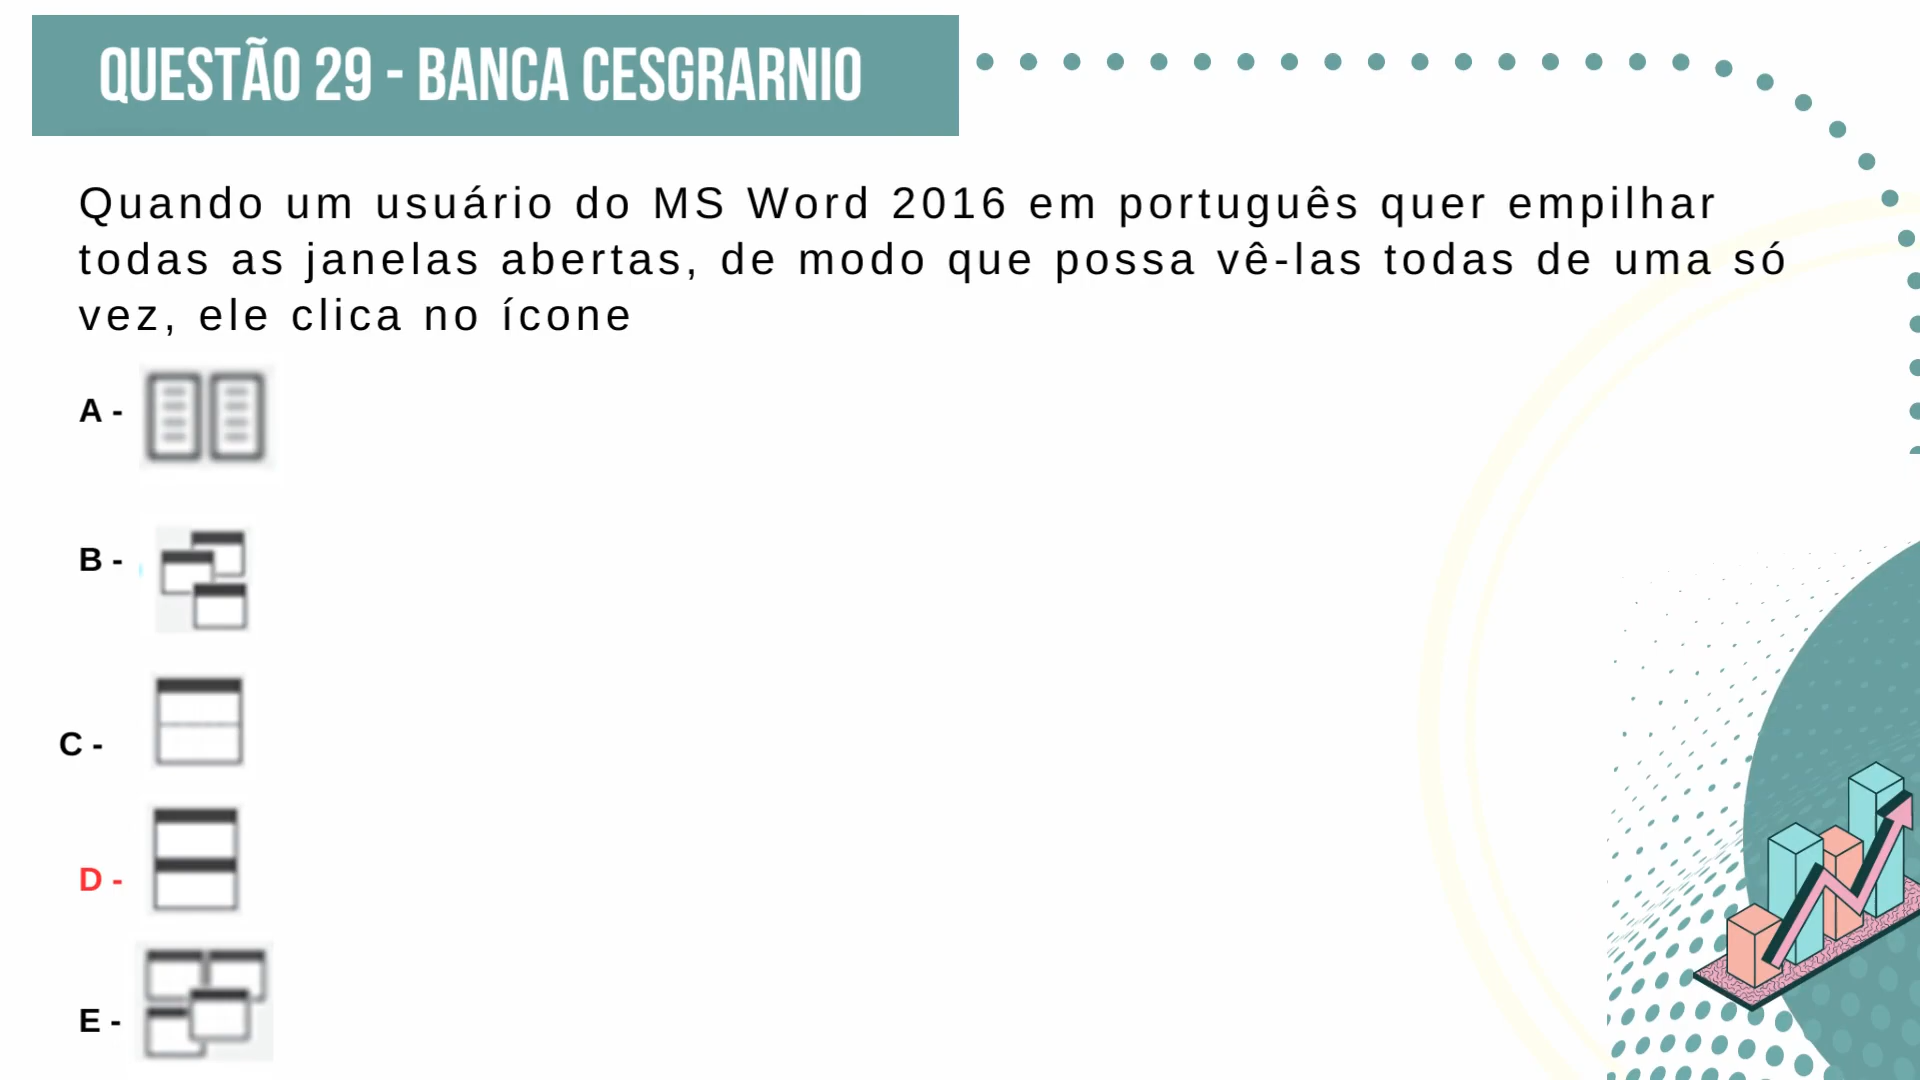 QUESTÃO 29 - BANCA CESGRARNIO
Quando um usuário do MS Word 2016 em português quer empilhar
todas as janelas abertas, de modo que possa vê-las todas de uma só
vez, ele clica no ícone
A -
B -
C -
D -
E -